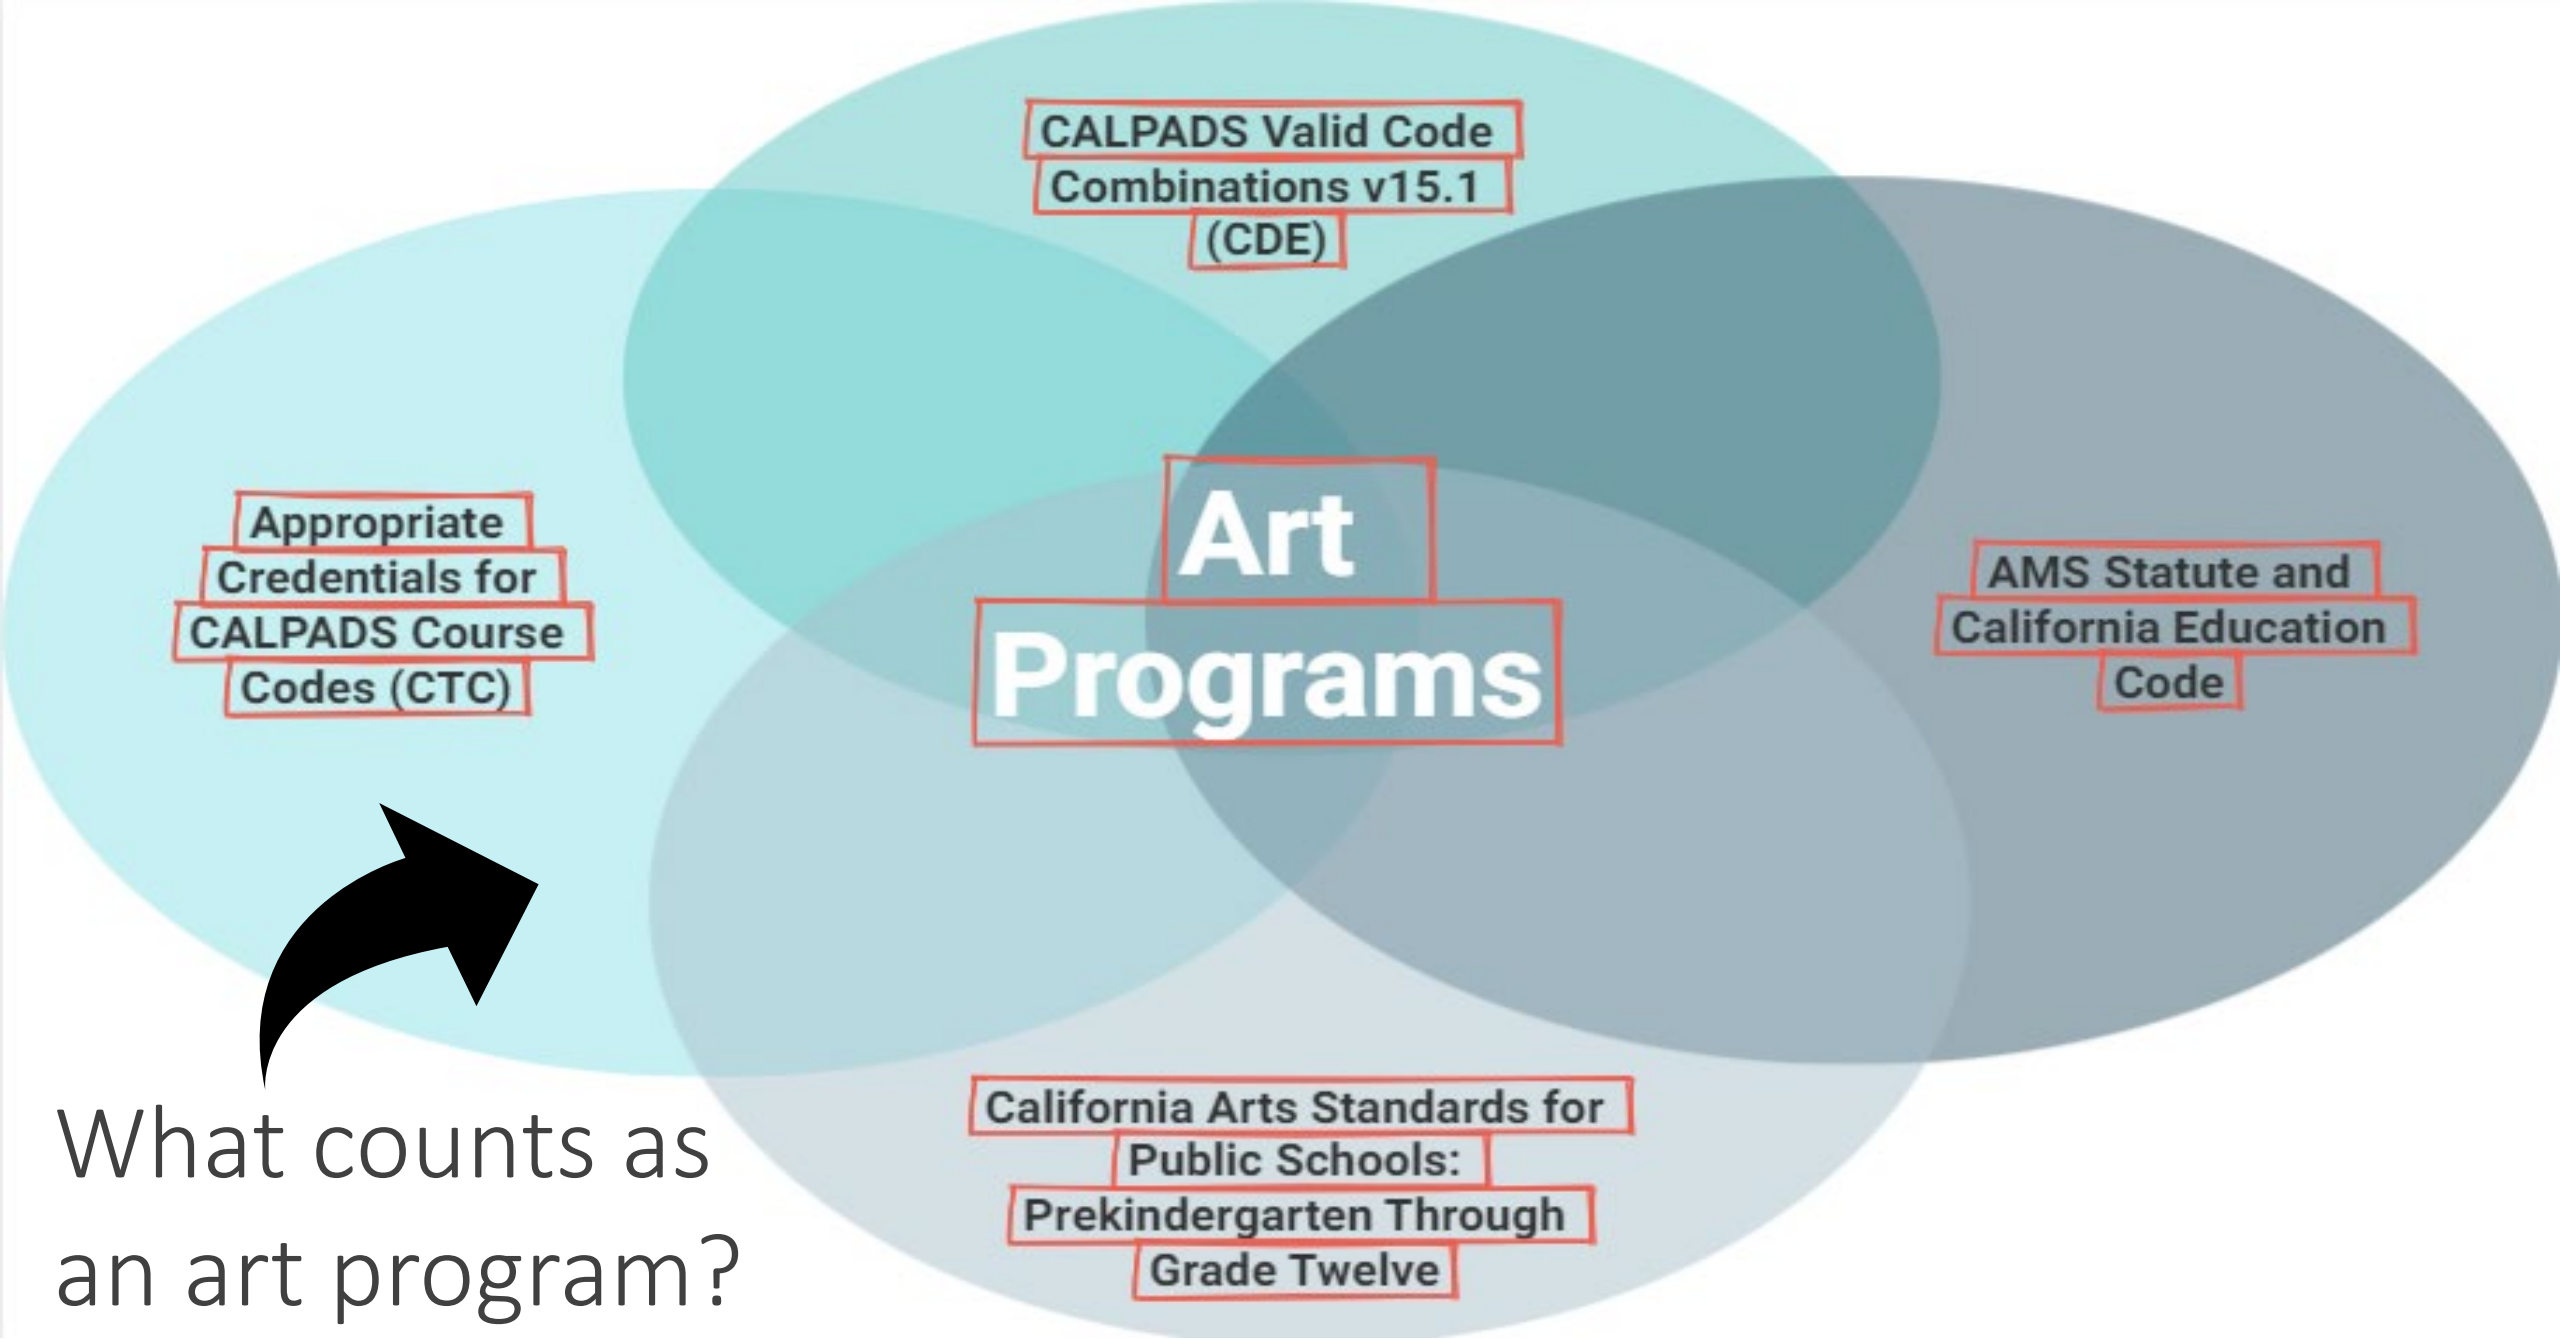 CALPADS Valid Code
Combinations v15.1
(CDE)
Appropriate
Credentials for
CALPADS Course
Codes (CTC)
Art
Programs
AMS Statute and
California Education
Code
California Arts Standards for
Public Schools:
Prekindergarten Through
Grade Twelve
What counts as
an art program?